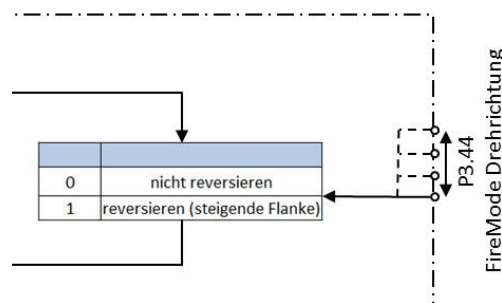 0 nicht reversieren
1 reversieren (steigende Flanke)
P3.44
FireMode Drehrichtung